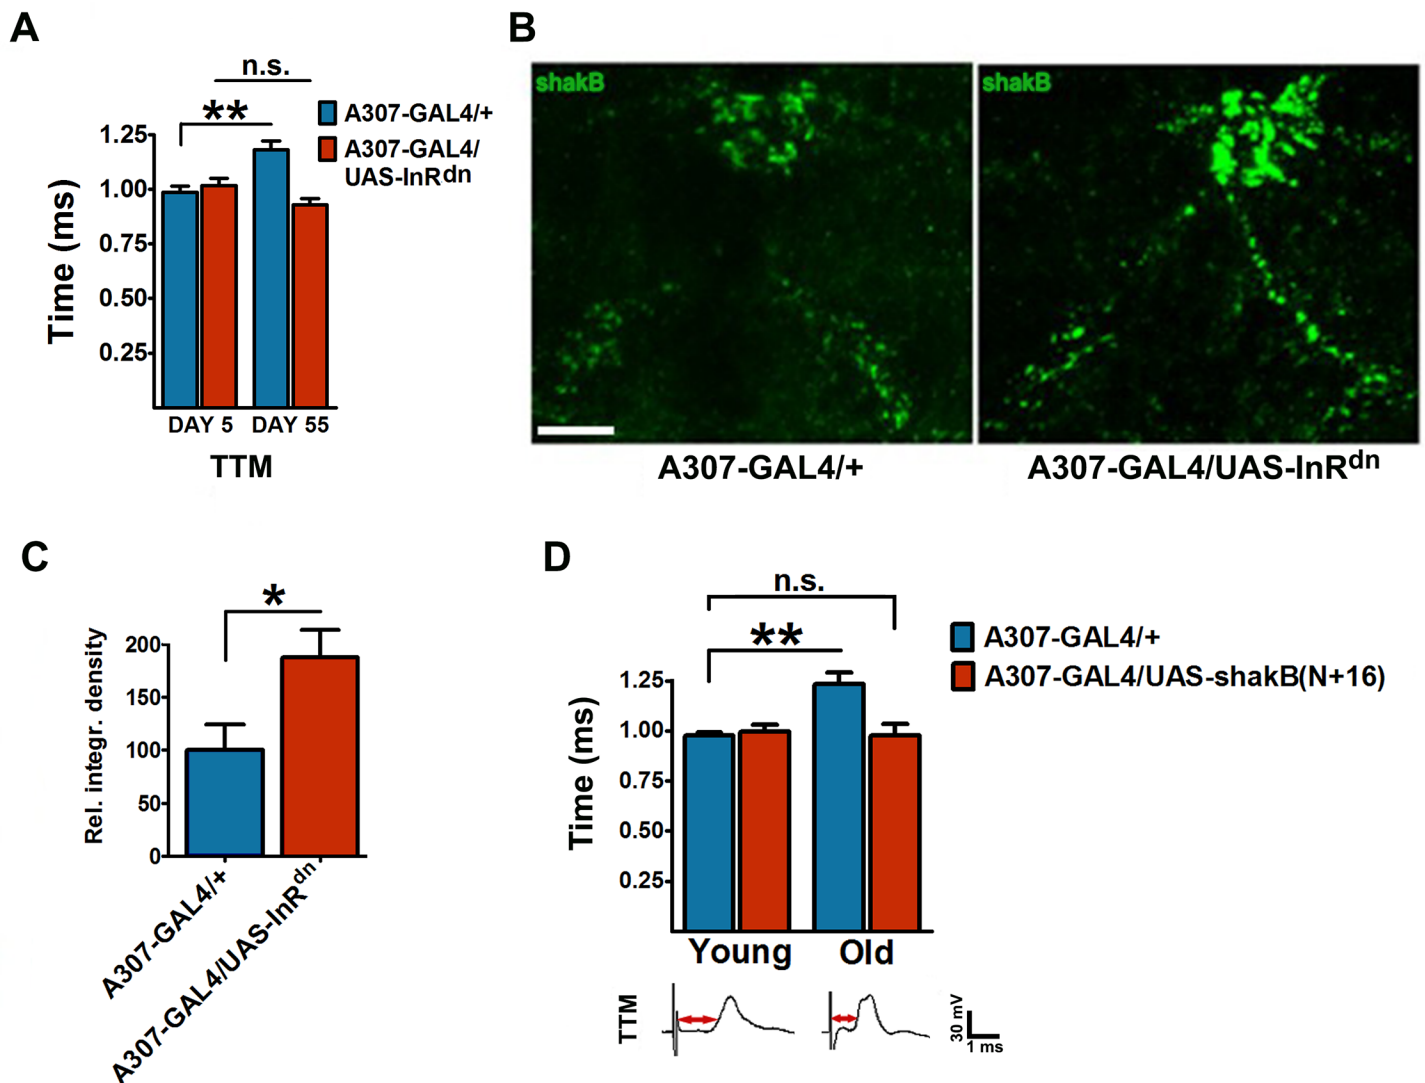 A
n.s.
**
A307-GAL4/+
A307-GAL4/
UAS-InRdn
1.25
1.00
0.75
0.50
0.25
Time (ms)
DAY 5 DAY 55
TTM
B
shakB
shakB
A307-GAL4/+
A307-GAL4/UAS-InRdn
C
*
200
150
100
50
0
Rel. integr. density
A307-GAL4/+
A307-GAL4/UAS-InRdn
D
n.s.
**
A307-GAL4/+
A307-GAL4/UAS-shakB(N+16)
1.25
1.00
0.75
0.50
0.25
Time (ms)
Young Old
TTM
30 mV
1 ms